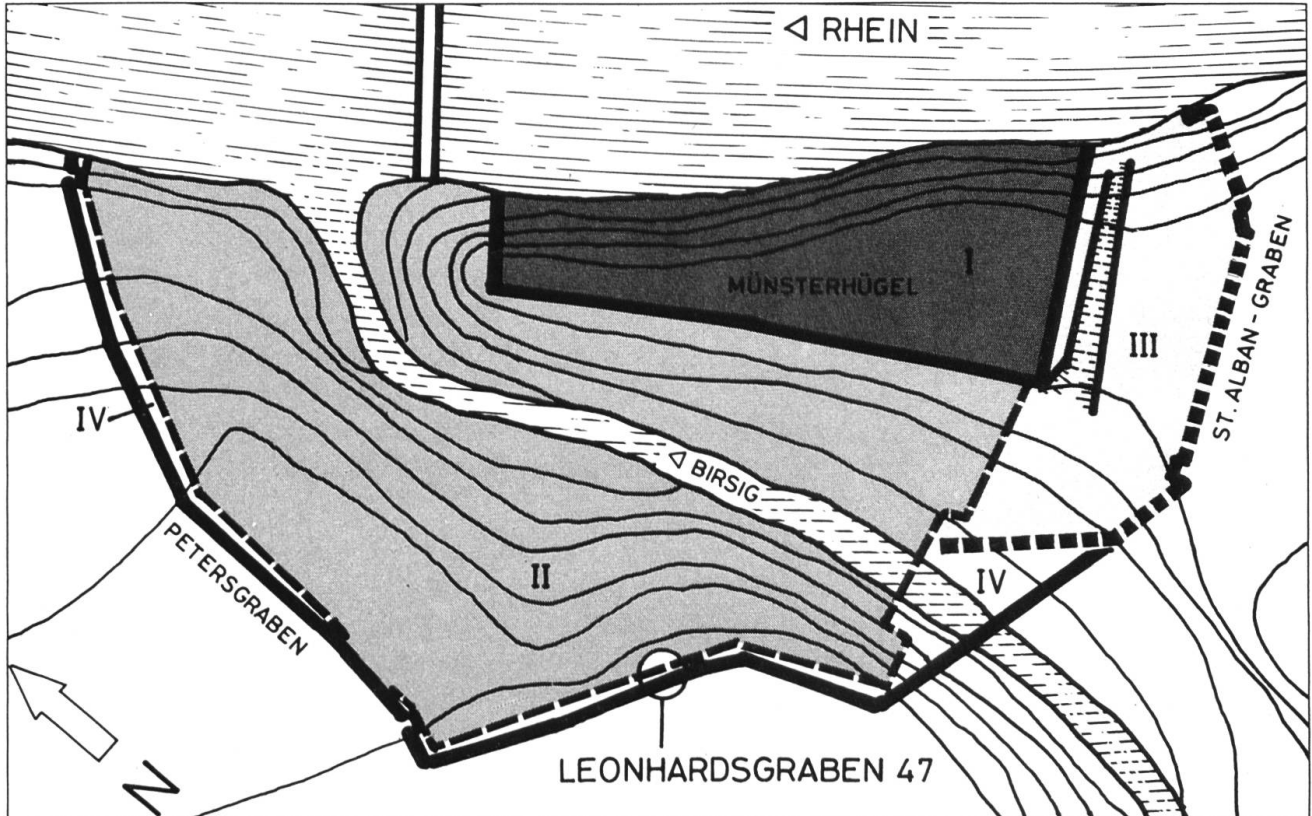 ◁ RHEIN
I
MÜNSTERHÜGEL
III
ST. ALBAN-GRABEN
IV
◁ BIRSIG
PETERSGRABEN
II
IV
LEONHARDSGRABEN 47
N